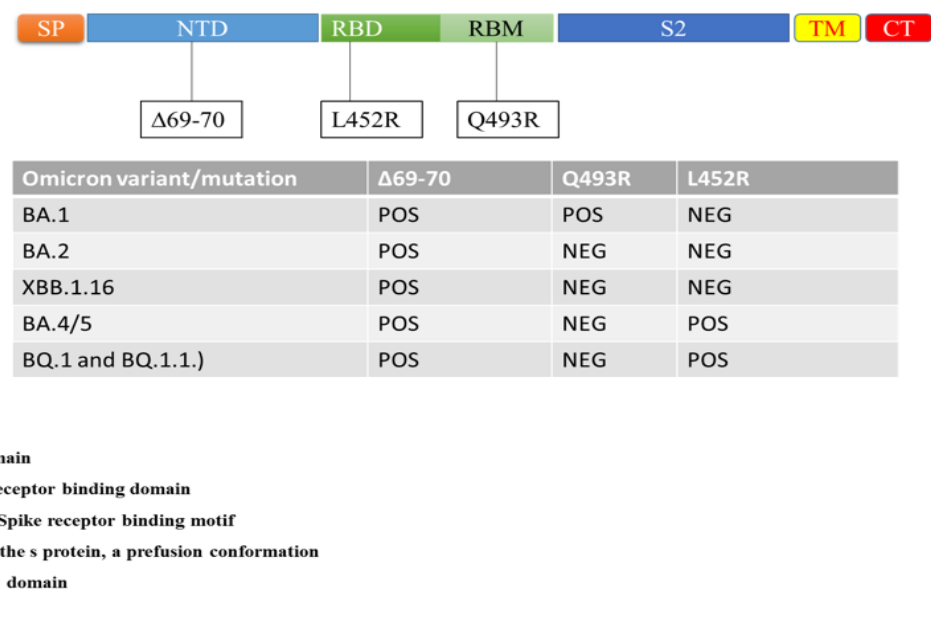 SP NTD RBD RBM S2 TM CT
Δ69-70 L452R Q493R
Omicron variant/mutation Δ69-70 Q493R L452R
BA.1 POS POS NEG
BA.2 POS NEG NEG
XBB.1.16 POS NEG NEG
BA.4/5 POS NEG POS
BQ.1 and BQ.1.1.) POS NEG POS
binding domain
Spike receptor binding motif
the s protein, a prefusion conformation
domain